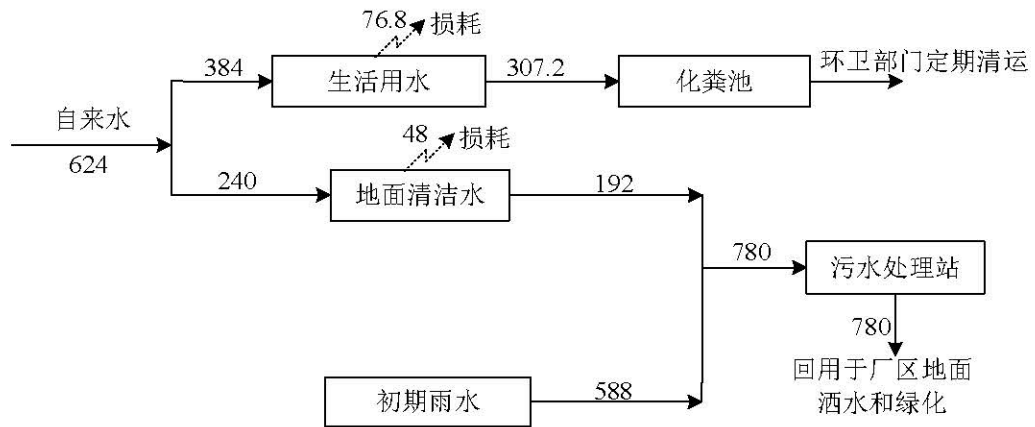 76.8
损耗
384
生活用水
307.2
化粪池
环卫部门定期清运
自来水
624
48
损耗
240
地面清洁水
192
780
污水处理站
780
回用于厂区地面
洒水和绿化
初期雨水
588